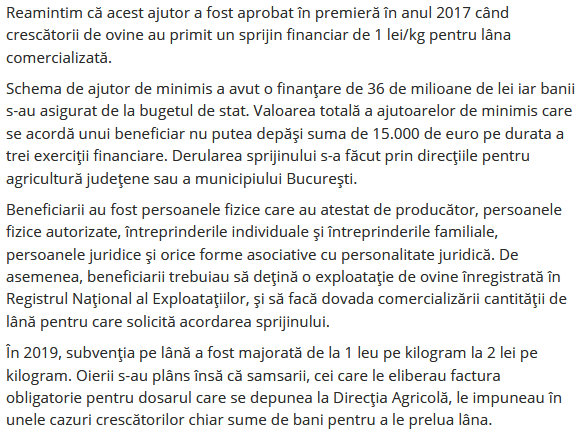 Reamintim că acest ajutor a fost aprobat în premieră în anul 2017 când
crescătorii de ovine au primit un sprijin financiar de 1 lei/kg pentru lâna
comercializată.
Schema de ajutor de minimis a avut o finanţare de 36 de milioane de lei iar banii
s-au asigurat de la bugetul de stat. Valoarea totală a ajutoarelor de minimis care
se acordă unui beneficiar nu putea depăşi suma de 15.000 de euro pe durata a
trei exerciţii financiare. Derularea sprijinului s-a făcut prin direcţiile pentru
agricultură judeţene sau a municipiului Bucureşti.
Beneficiarii au fost persoanele fizice care au atestat de producător, persoanele
fizice autorizate, întreprinderile individuale şi întreprinderile familiale,
persoanele juridice şi orice forme asociative cu personalitate juridică. De
asemenea, beneficiarii trebuiau să deţină o exploataţie de ovine înregistrată în
Registrul Naţional al Exploataţiilor, şi să facă dovada comercializării cantităţii de
lână pentru care solicită acordarea sprijinului.
În 2019, subvenţia pe lână a fost majorată de la 1 leu pe kilogram la 2 lei pe
kilogram. Oierii s-au plâns însă că samsarii, cei care le eliberau factura
obligatorie pentru dosarul care se depunea la Direcţia Agricolă, le impuneau în
unele cazuri crescătorilor chiar sume de bani pentru a le prelua lâna.